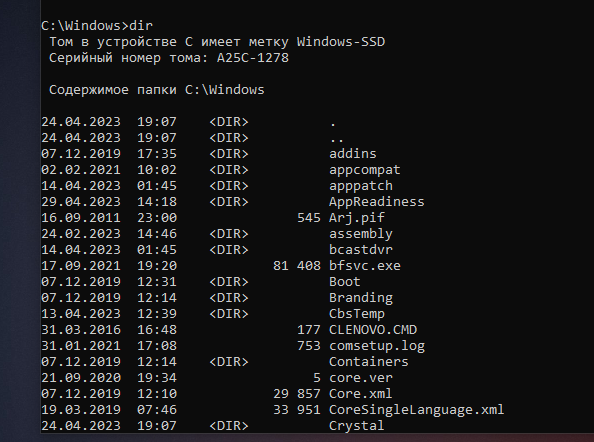 C:\Windows>dir
Том в устройстве C имеет метку Windows-SSD
Серийный номер тома: A25C-1278
Содержимое папки C:\Windows
24.04.2023  19:07    <DIR>          .
24.04.2023  19:07    <DIR>          ..
07.12.2019  17:35    <DIR>          addins
02.02.2021  10:02    <DIR>          appcompat
14.04.2023  01:45    <DIR>          apppatch
29.04.2023  14:18    <DIR>          AppReadiness
16.09.2011  23:00               545 Arj.pif
24.02.2023  14:46    <DIR>          assembly
14.04.2023  01:45    <DIR>          bcastdvr
17.09.2021  19:20            81 408 bfsvc.exe
07.12.2019  12:31    <DIR>          Boot
07.12.2019  12:14    <DIR>          Branding
13.04.2023  12:39    <DIR>          CbsTemp
31.03.2016  16:48               177 CLENOVO.CMD
31.01.2021  17:08               753 comsetup.log
07.12.2019  12:14    <DIR>          Containers
21.09.2020  19:34                 5 core.ver
07.12.2019  12:10            29 857 Core.xml
19.03.2019  07:46            33 951 CoreSingleLanguage.xml
24.04.2023  19:07    <DIR>          Crystal